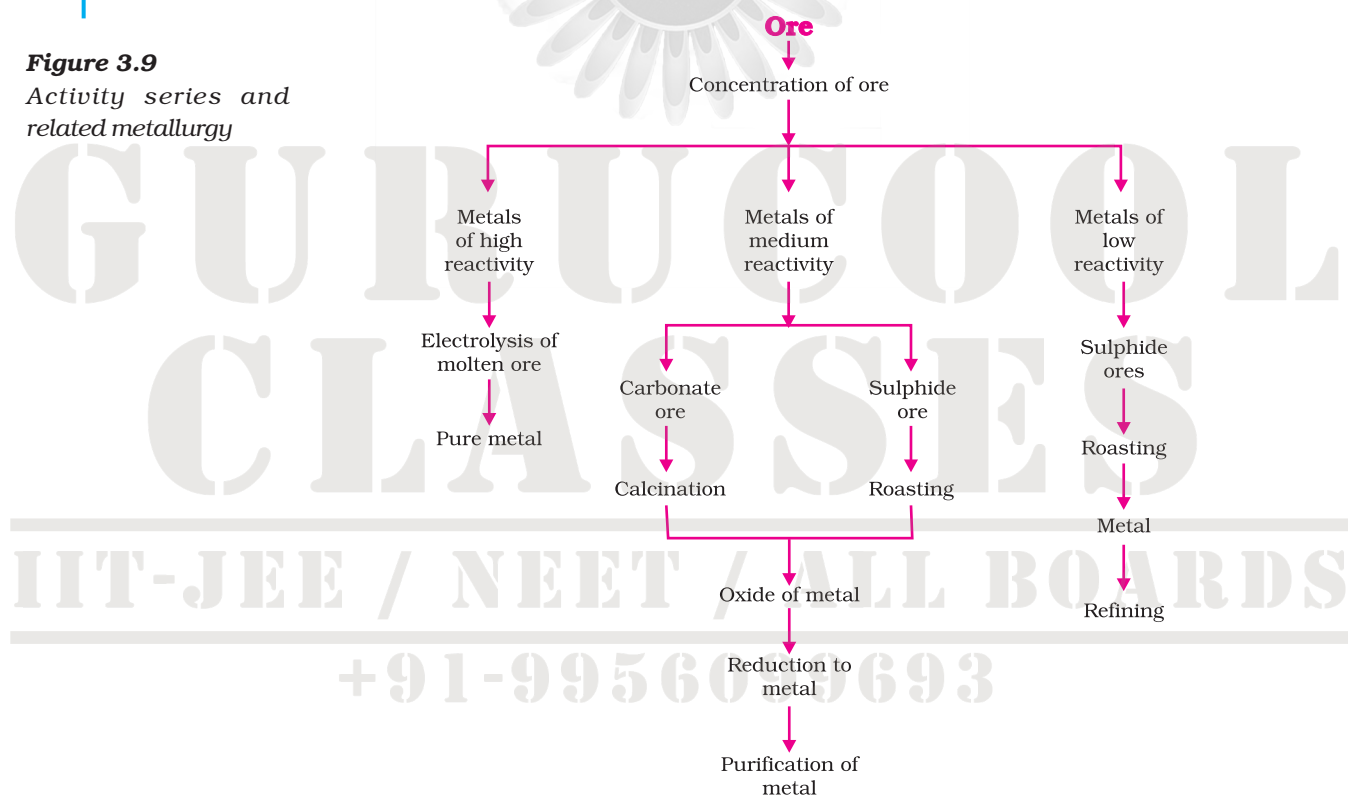 Ore
Figure 3.9
Activity series and
related metallurgy
Concentration of ore
Metals
of high
reactivity
Metals of
medium
reactivity
Metals of
low
reactivity
Electrolysis of
molten ore
Pure metal
Carbonate
ore
Calcination
Sulphide
ore
Roasting
Sulphide
ores
Roasting
Metal
Refining
Oxide of metal
Reduction to
metal
Purification of
metal
GURUCOOL
CLASSES
IIT-JEE / NEET / ALL BOARDS
+91-9956099693